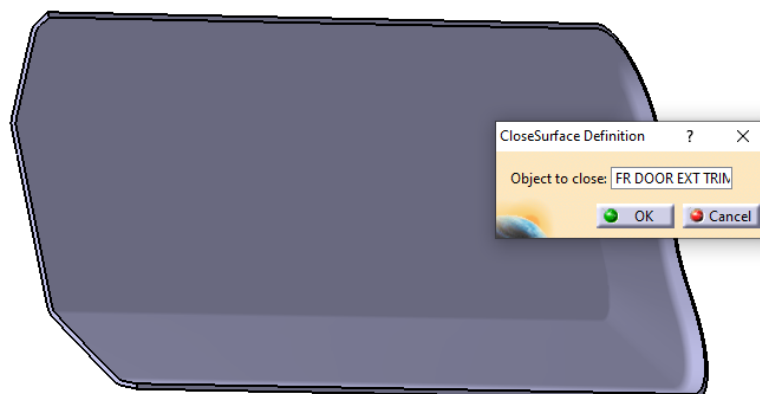 CloseSurface Definition ? ×
Object to close: FR DOOR EXT TRIM
OK Cancel